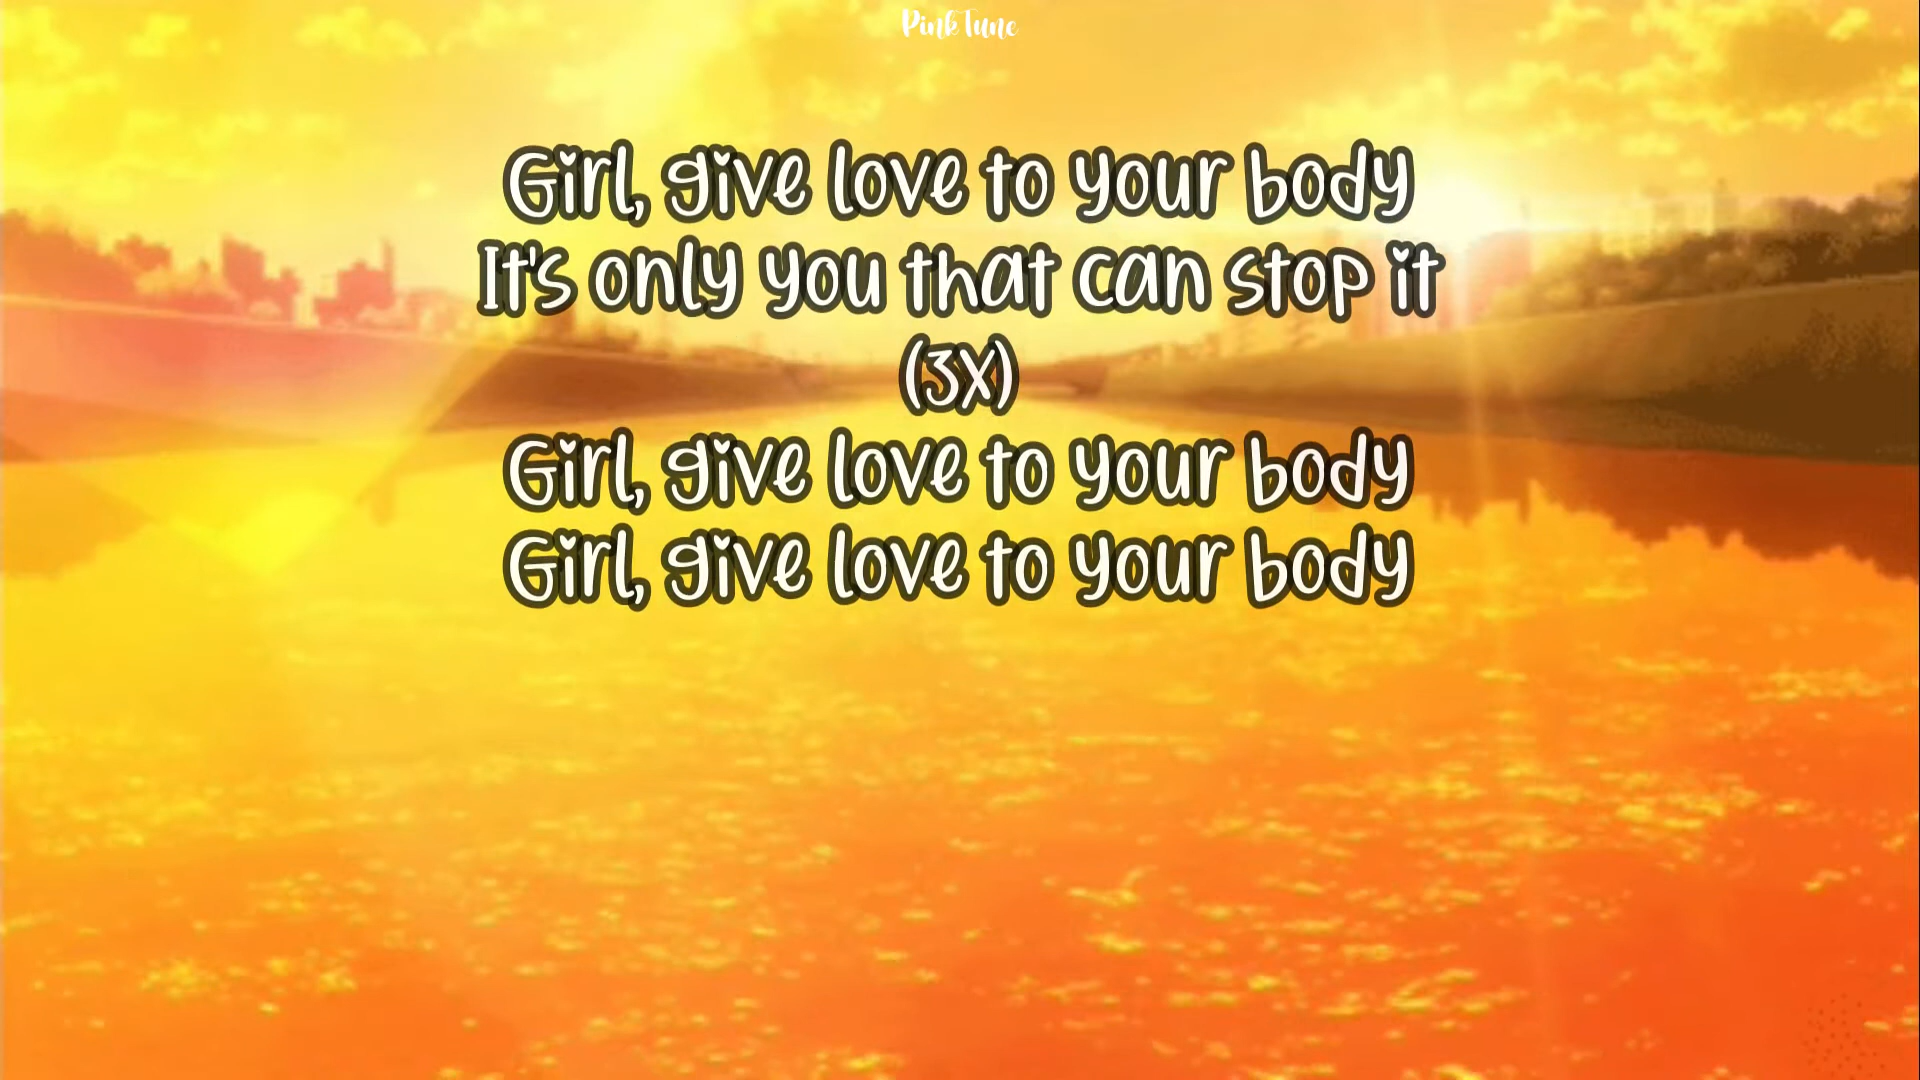 Pink Tune
Girl, give love to your body
It's only you that can stop it
(3X)
Girl, give love to your body
Girl, give love to your body